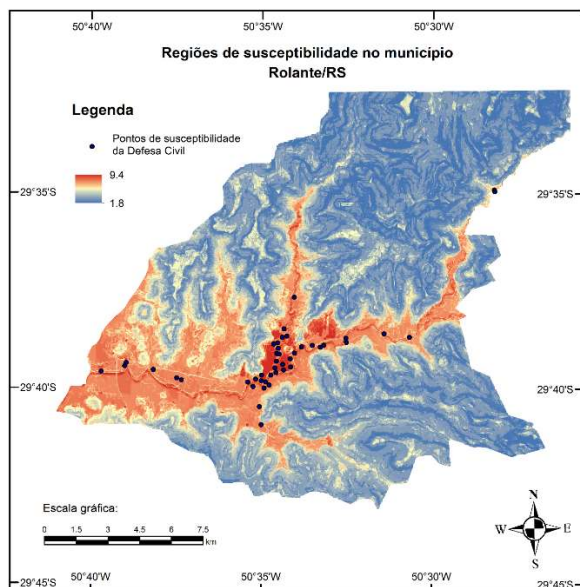 50°40'W 50°35'W 50°30'W
Regiões de susceptibilidade no município
Rolante/RS
Legenda
Pontos de susceptibilidade
da Defesa Civil
9.4
1.8
29°35'S 29°35'S
29°40'S 29°40'S
Escala gráfica:
0 1.5 3 4.5 6 7.5
km
N
W E
S
29°45'S 29°45'S
50°40'W 50°35'W 50°30'W